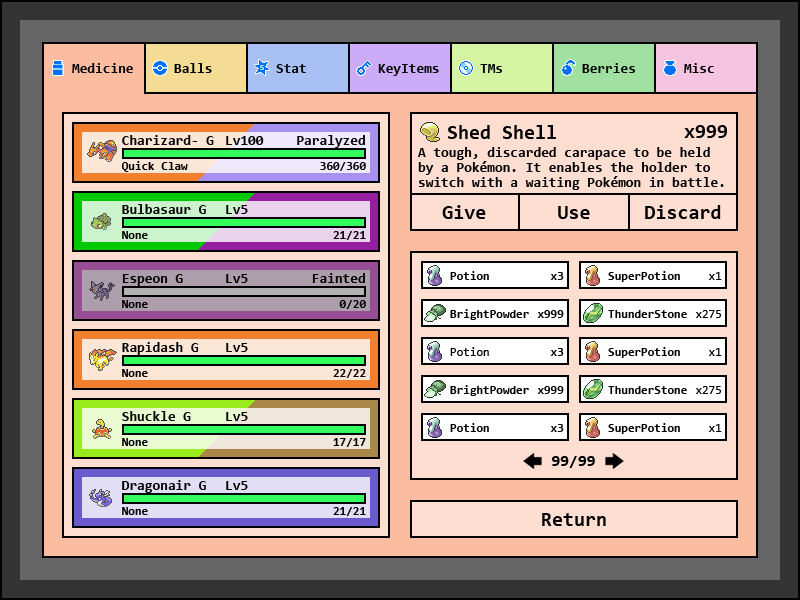 Medicine Balls Stat KeyItems TMs Berries Misc
Charizard- G Lv100 Paralyzed
Quick Claw 360/360
Bulbasaur G Lv5
None 21/21
Espeon G Lv5 Fainted
None 0/20
Rapidash G Lv5
None 22/22
Shuckle G Lv5
None 17/17
Dragonair G Lv5
None 21/21
Shed Shell x999
A tough, discarded carapace to be held
by a Pokémon. It enables the holder to
switch with a waiting Pokémon in battle.
Give Use Discard
Potion x3 SuperPotion x1
BrightPowder x999 ThunderStone x275
Potion x3 SuperPotion x1
BrightPowder x999 ThunderStone x275
Potion x3 SuperPotion x1
99/99
Return